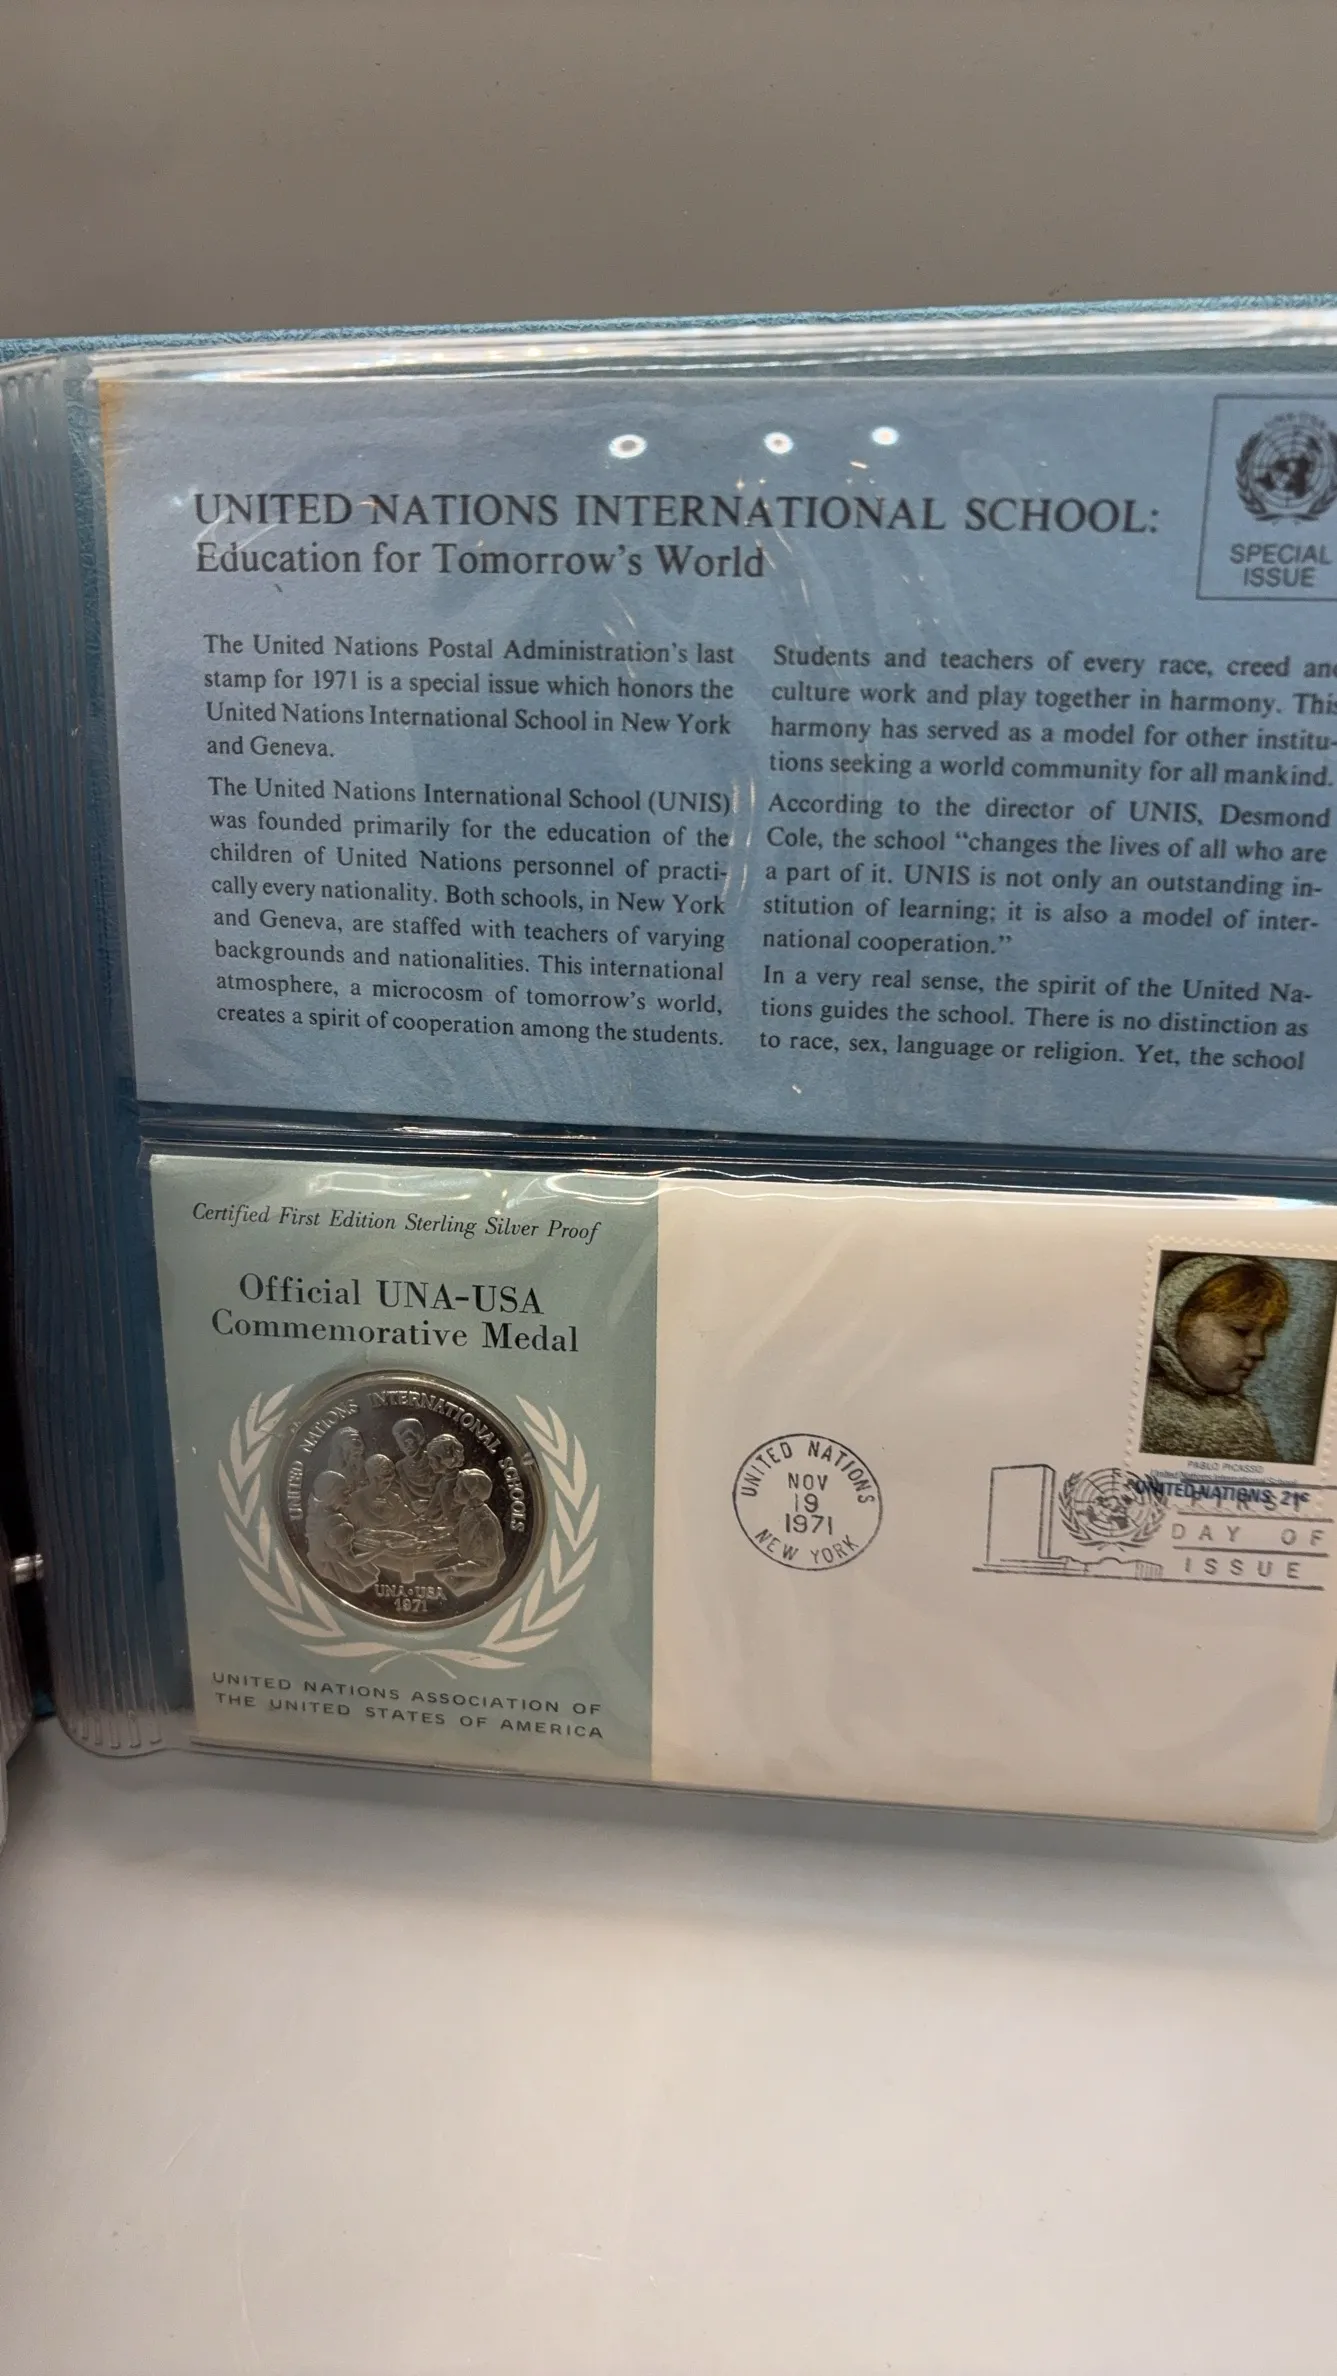 UNITED NATIONS INTERNATIONAL SCHOOL:
Education for Tomorrow's World
SPECIAL
ISSUE
The United Nations Postal Administration's last
stamp for 1971 is a special issue which honors the
United Nations International School in New York
and Geneva.
The United Nations International School (UNIS)
was founded primarily for the education of the
children of United Nations personnel of practi-
cally every nationality. Both schools, in New York
and Geneva, are staffed with teachers of varying
backgrounds and nationalities. This international
atmosphere, a microcosm of tomorrow's world,
creates a spirit of cooperation among the students.
Students and teachers of every race, creed and
culture work and play together in harmony. This
harmony has served as a model for other institu-
tions seeking a world community for all mankind.
According to the director of UNIS, Desmond
Cole, the school "changes the lives of all who are
a part of it. UNIS is not only an outstanding in-
stitution of learning; it is also a model of inter-
national cooperation."
In a very real sense, the spirit of the United Na-
tions guides the school. There is no distinction as
to race, sex, language or religion. Yet, the school
Certified First Edition Sterling Silver Proof
Official UNA-USA
Commemorative Medal
UNITED NATIONS INTERNATIONAL SCHOOLS
UNA·USA
1971
UNITED NATIONS ASSOCIATION OF
THE UNITED STATES OF AMERICA
UNITED NATIONS
NOV
19
1971
NEW YORK
PABLO PICASSO
United Nations International School
UNITED NATIONS 21c
FIRST
DAY OF
ISSUE